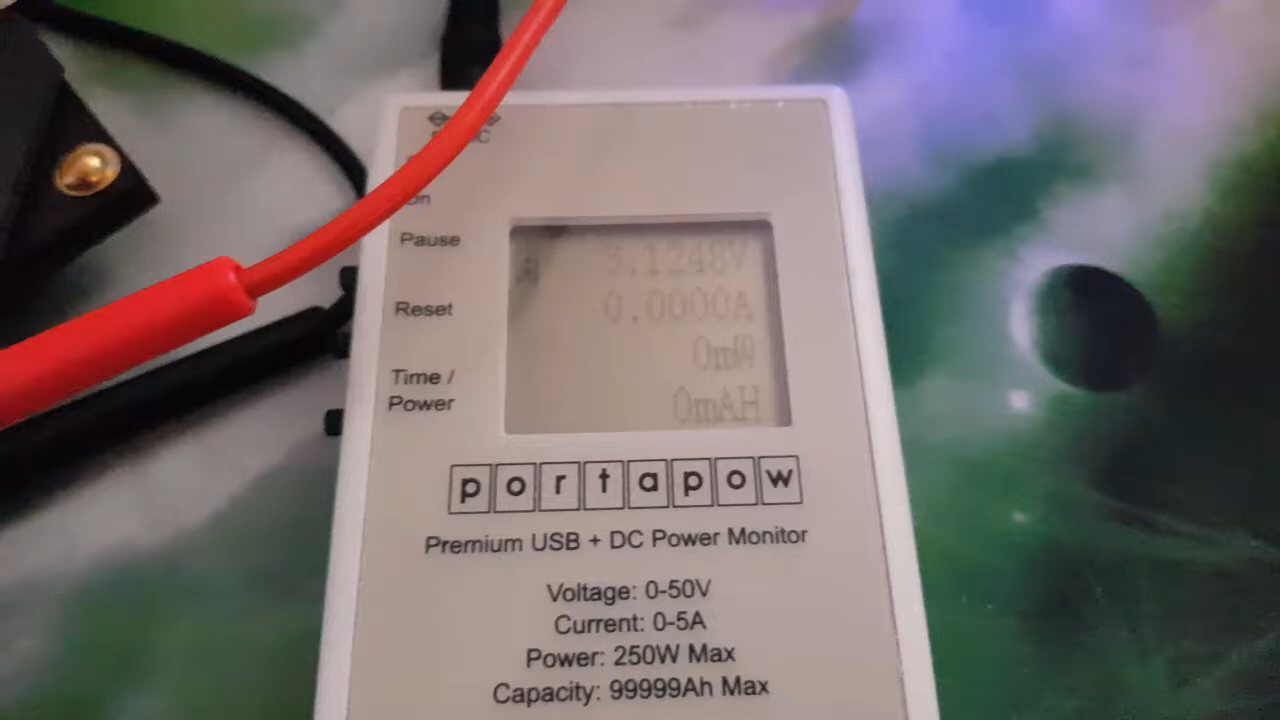 On
Pause
3.1248V
0.0000A
Reset
0mW
Time /
Power
0mAH
portapow
Premium USB + DC Power Monitor
Voltage: 0-50V
Current: 0-5A
Power: 250W Max
Capacity: 99999Ah Max